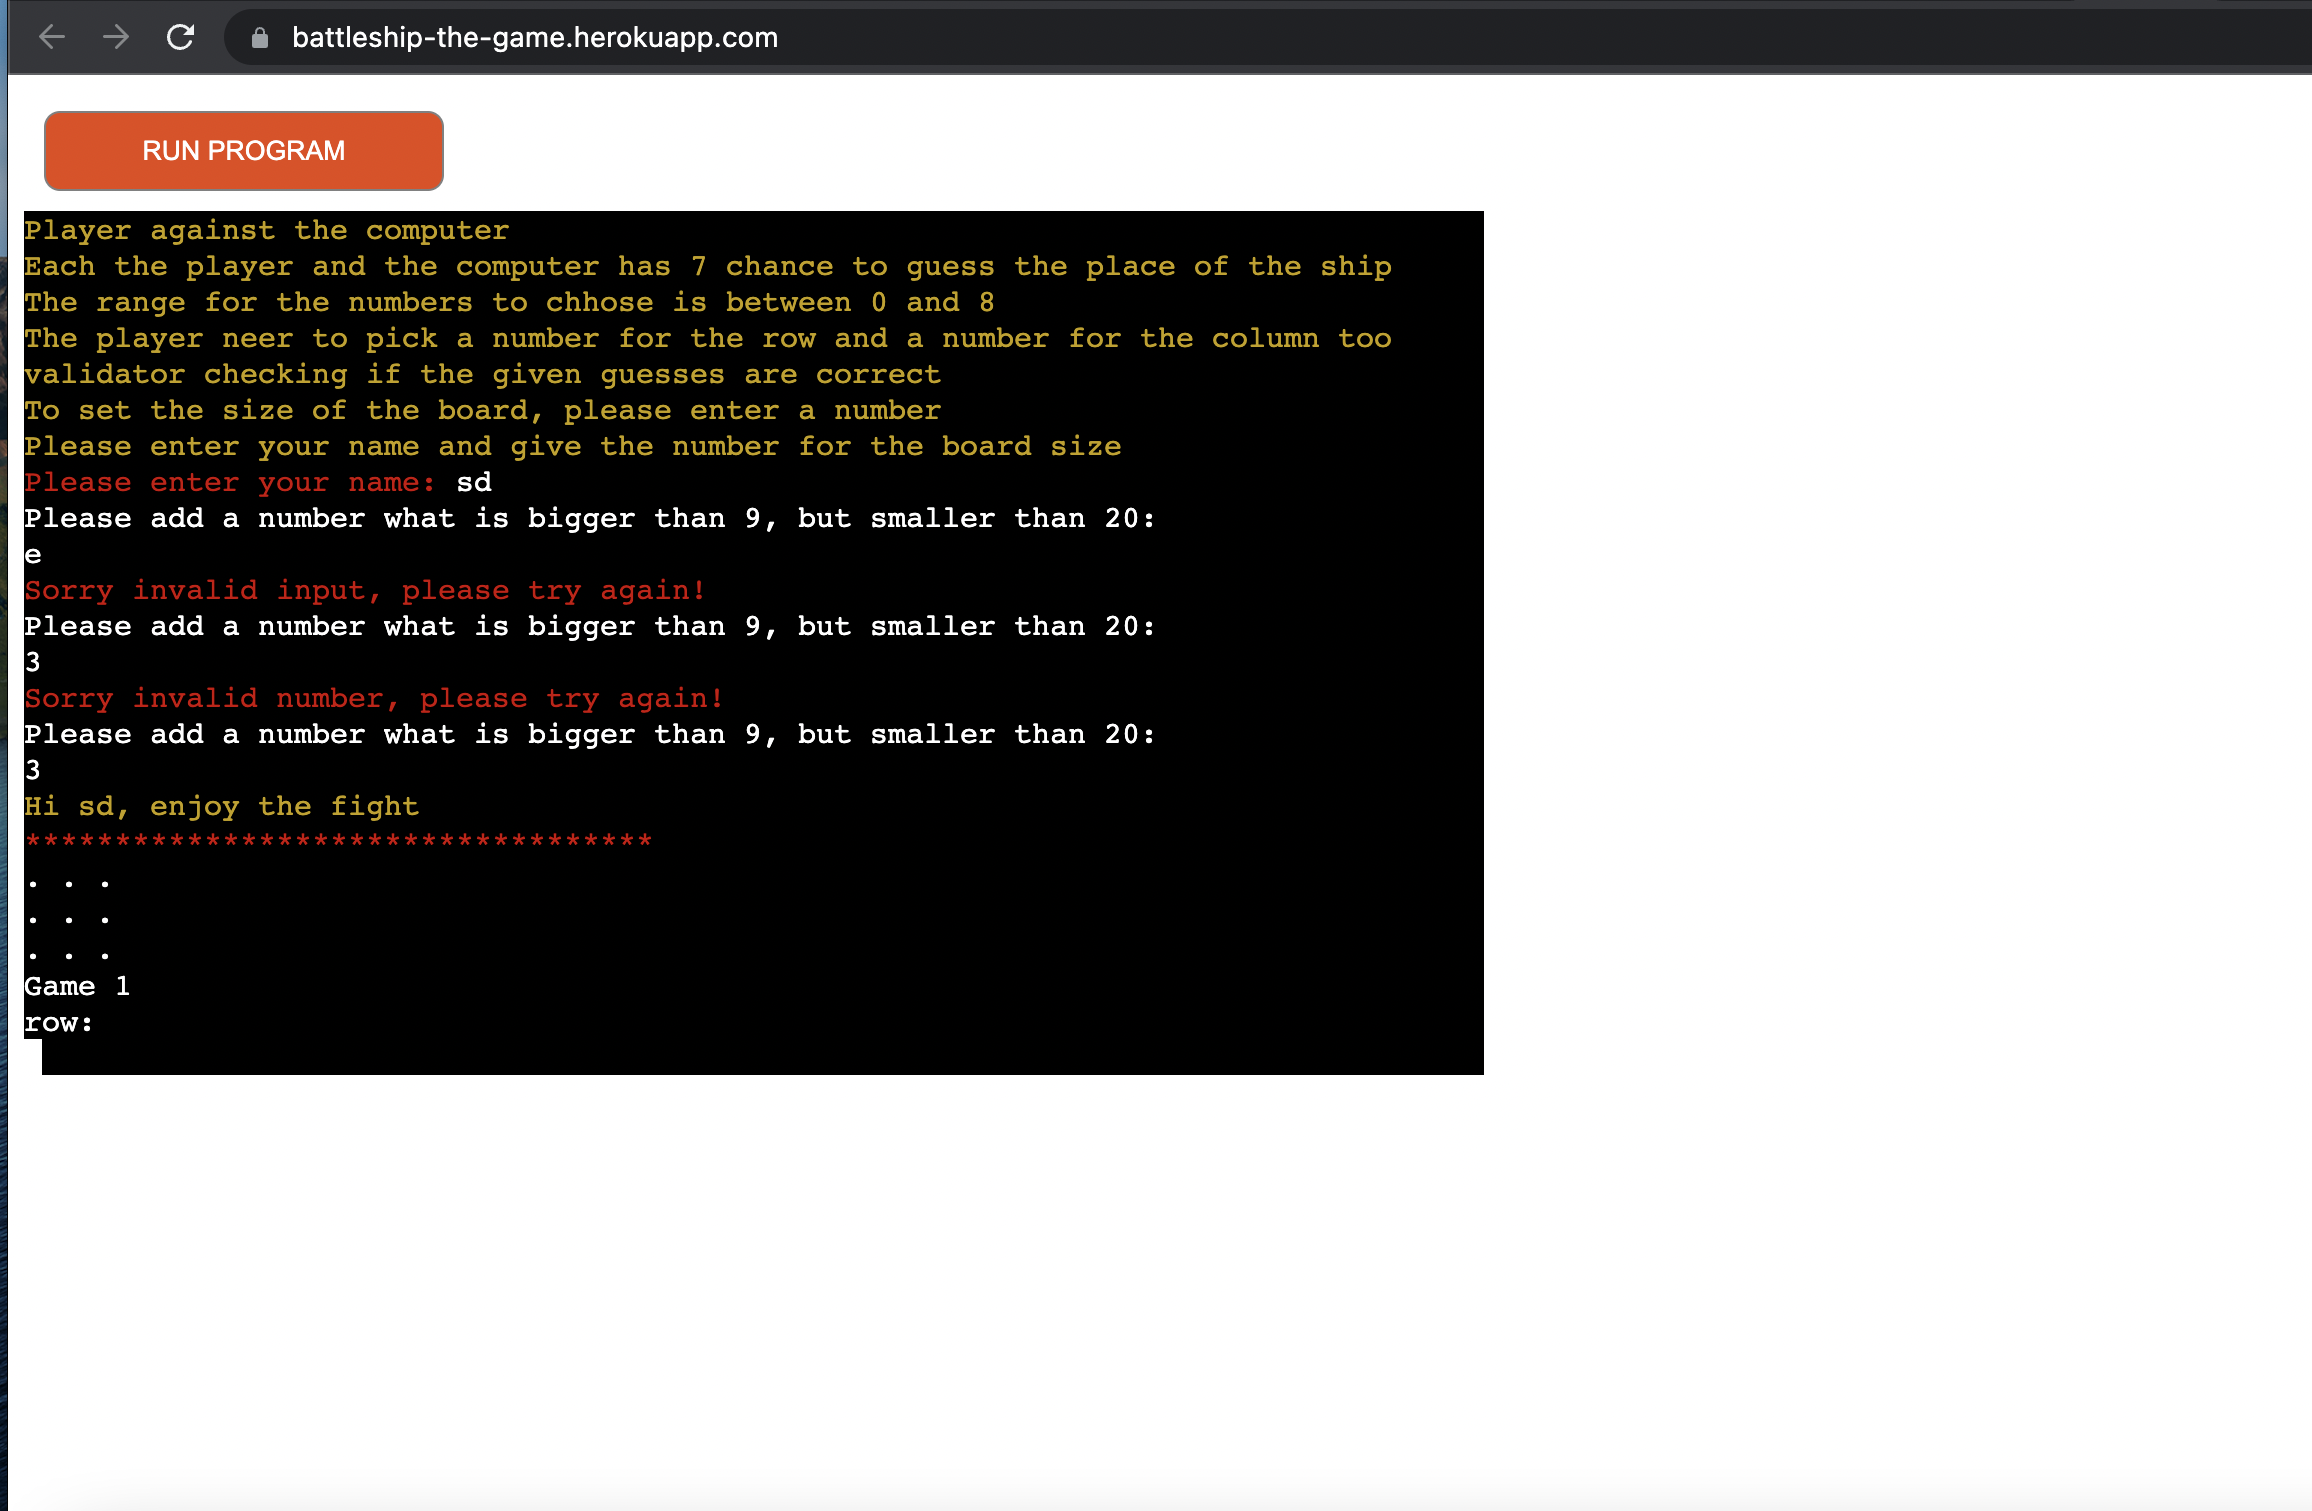 battleship-the-game.herokuapp.com
RUN PROGRAM
Player against the computer
Each the player and the computer has 7 chance to guess the place of the ship
The range for the numbers to chhose is between 0 and 8
The player neer to pick a number for the row and a number for the column too
validator checking if the given guesses are correct
To set the size of the board, please enter a number
Please enter your name and give the number for the board size
Please enter your name: sd
Please add a number what is bigger than 9, but smaller than 20:
e
Sorry invalid input, please try again!
Please add a number what is bigger than 9, but smaller than 20:
3
Sorry invalid number, please try again!
Please add a number what is bigger than 9, but smaller than 20:
3
Hi sd, enjoy the fight
***********************************
. . .
. . .
. . .
Game 1
row: